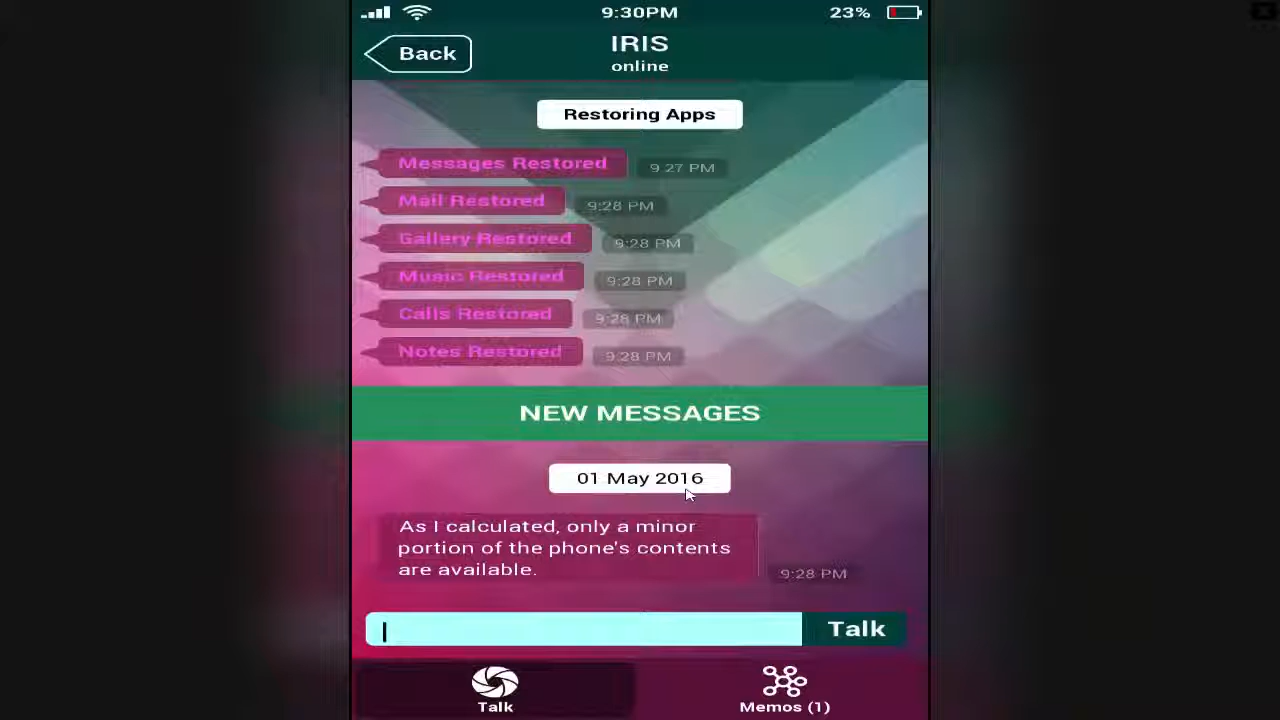 9:30PM 23%
Back IRIS
online
Restoring Apps
Messages Restored 9:27 PM
Mail Restored 9:28 PM
Gallery Restored 9:28 PM
Music Restored 9:28 PM
Calls Restored 9:28 PM
Notes Restored 9:28 PM
NEW MESSAGES
01 May 2016
As I calculated, only a minor
portion of the phone's contents
are available. 9:28 PM
Talk
Talk Memos (1)